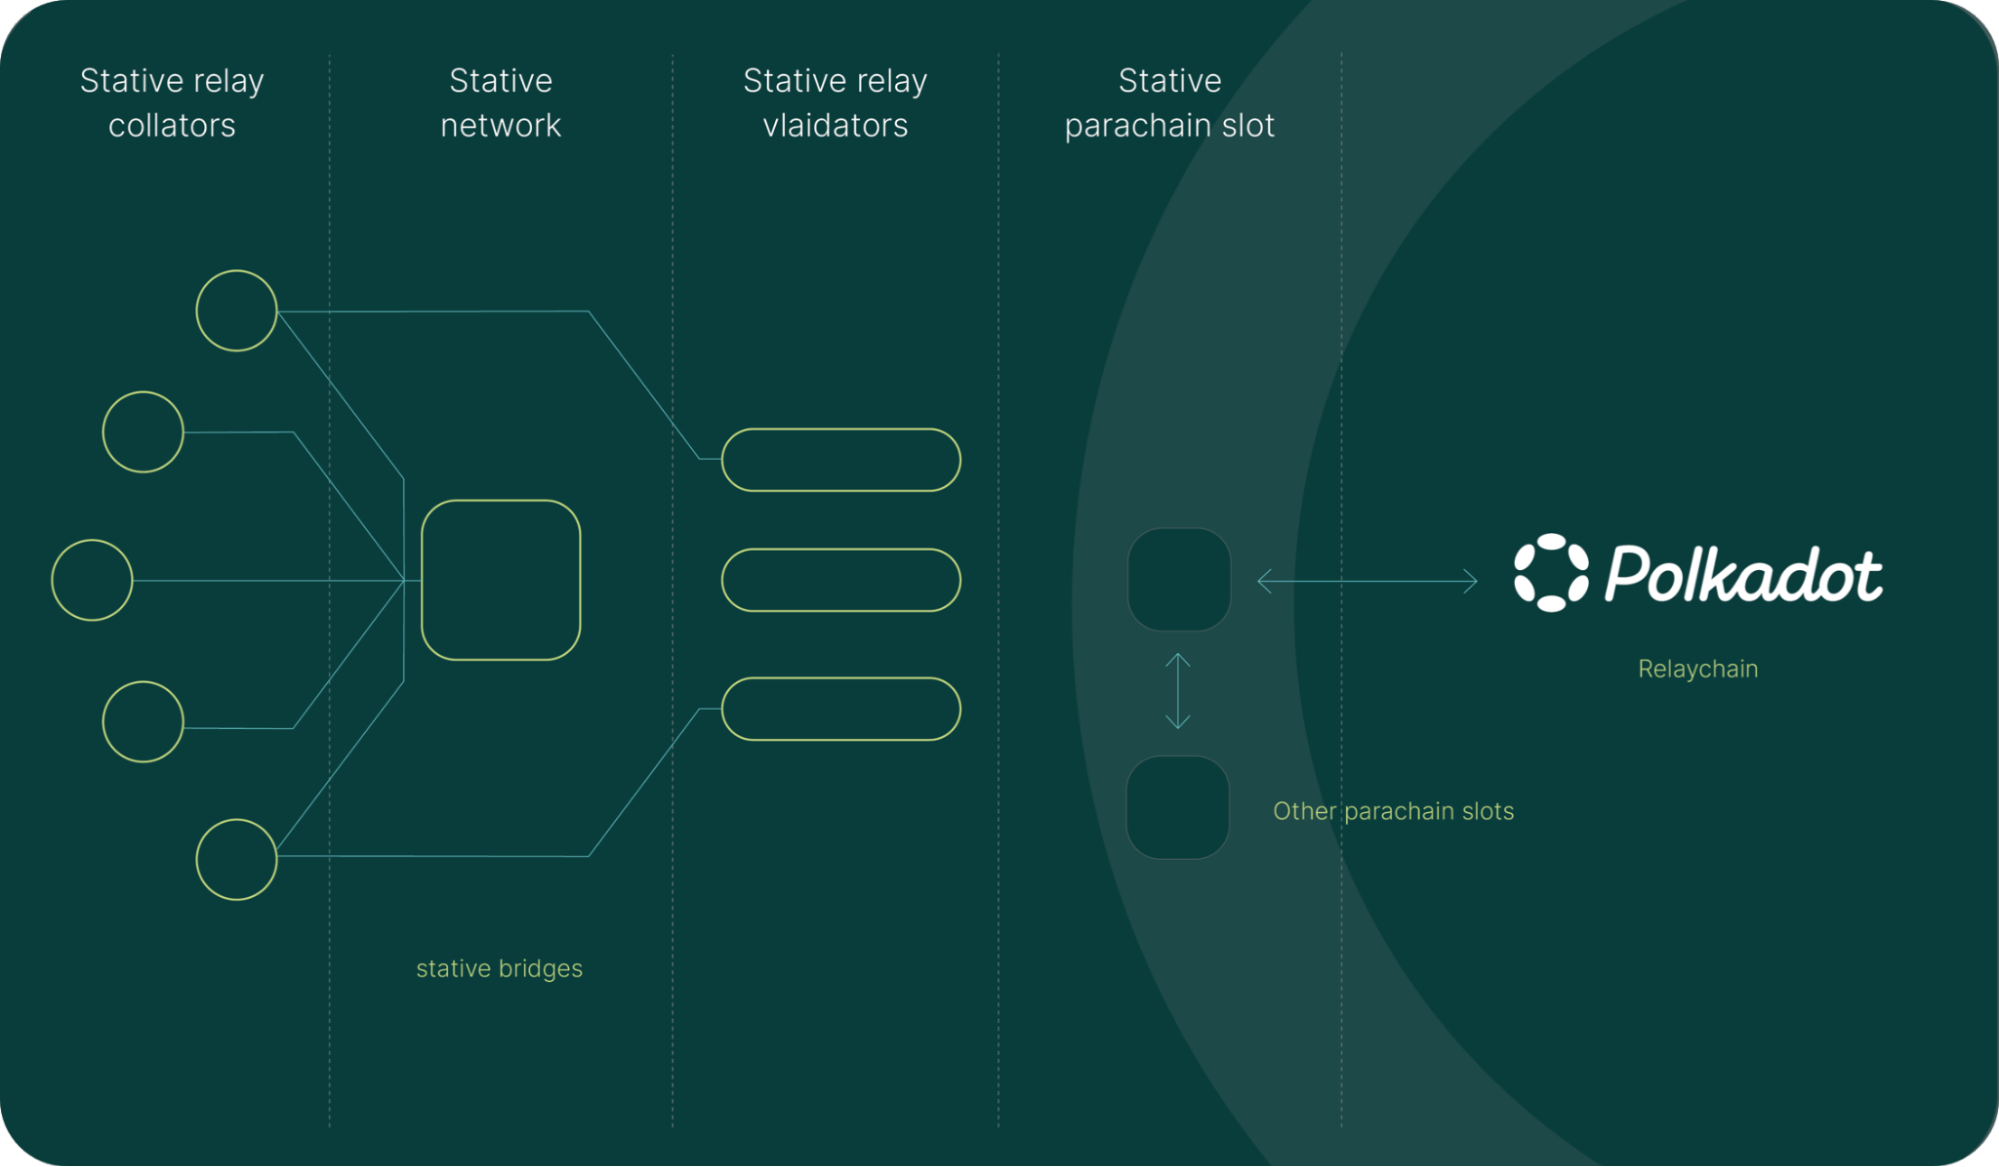 Stative relay
collators
Stative
network
Stative relay
vlaidators
Stative
parachain slot
Polkadot
Relaychain
Other parachain slots
stative bridges